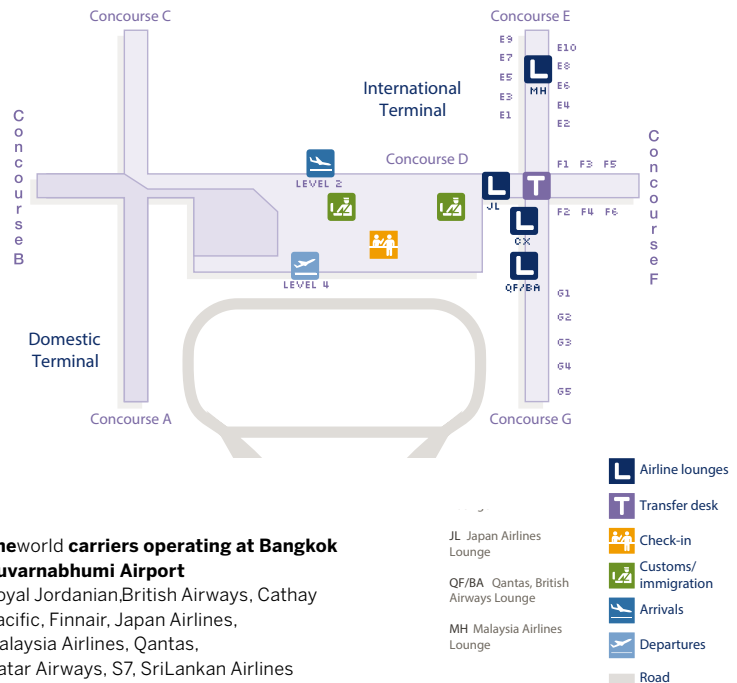 Concourse C
Concourse E
E9
E10
E7
E8
MH
E5
E6
E3
E4
E1
E2
International
Terminal
Concourse B
Concourse D
Concourse F
LEVEL 2
F1 F3 F5
JL
F2 F4 F6
CX
LEVEL 4
QF/BA
G1
G2
G3
G4
G5
Domestic
Terminal
Concourse A
Concourse G
Airline lounges
Transfer desk
Check-in
Customs/
immigration
Arrivals
Departures
Road
JL Japan Airlines
Lounge
QF/BA Qantas, British
Airways Lounge
MH Malaysia Airlines
Lounge
neworld carriers operating at Bangkok
uvarnabhumi Airport
oyal Jordanian,British Airways, Cathay
acific, Finnair, Japan Airlines,
alaysia Airlines, Qantas,
atar Airways, S7, SriLankan Airlines